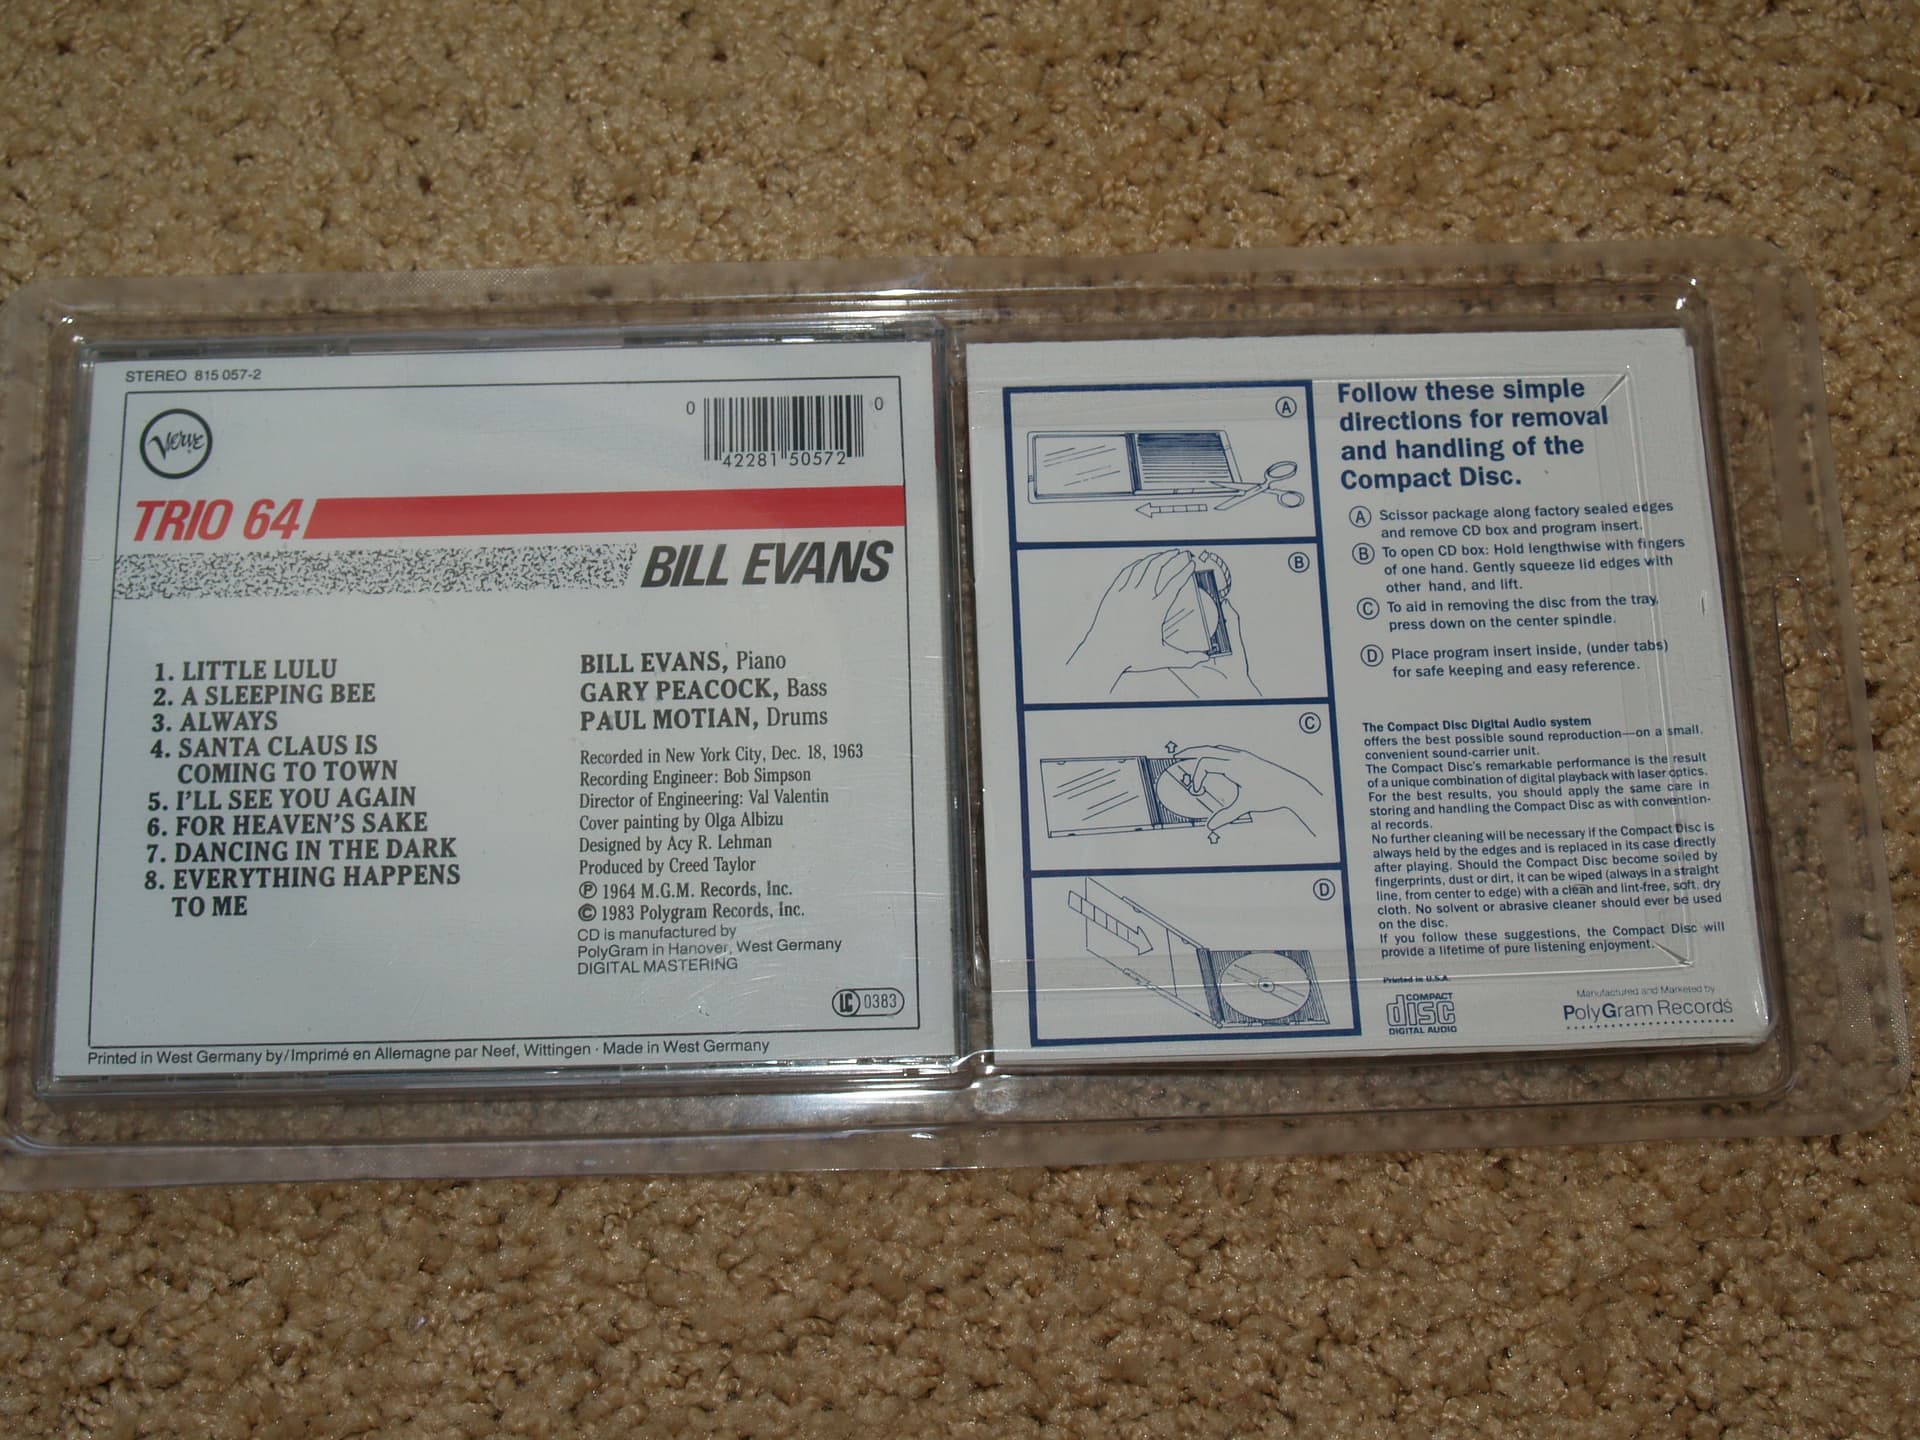 STEREO 815 057-2
Verve
0 42281 50572 0
TRIO 64
BILL EVANS
1. LITTLE LULU
2. A SLEEPING BEE
3. ALWAYS
4. SANTA CLAUS IS
COMING TO TOWN
5. I'LL SEE YOU AGAIN
6. FOR HEAVEN'S SAKE
7. DANCING IN THE DARK
8. EVERYTHING HAPPENS
TO ME
BILL EVANS, Piano
GARY PEACOCK, Bass
PAUL MOTIAN, Drums
Recorded in New York City, Dec. 18, 1963
Recording Engineer: Bob Simpson
Director of Engineering: Val Valentin
Cover painting by Olga Albizu
Designed by Acy R. Lehman
Produced by Creed Taylor
℗ 1964 M.G.M. Records, Inc.
© 1983 Polygram Records, Inc.
CD is manufactured by
PolyGram in Hanover, West Germany
DIGITAL MASTERING
LC 0383
Printed in West Germany by/Imprimé en Allemagne par Neef, Wittingen · Made in West Germany
A
B
C
D
Follow these simple
directions for removal
and handling of the
Compact Disc.
A Scissor package along factory sealed edges
and remove CD box and program insert.
B To open CD box: Hold lengthwise with fingers
of one hand. Gently squeeze lid edges with
other hand, and lift.
C To aid in removing the disc from the tray,
press down on the center spindle.
D Place program insert inside, (under tabs)
for safe keeping and easy reference.
The Compact Disc Digital Audio system
offers the best possible sound reproduction—on a small,
convenient sound-carrier unit.
The Compact Disc's remarkable performance is the result
of a unique combination of digital playback with laser optics.
For the best results, you should apply the same care in
storing and handling the Compact Disc as with convention-
al records.
No further cleaning will be necessary if the Compact Disc is
always held by the edges and is replaced in its case directly
after playing. Should the Compact Disc become soiled by
fingerprints, dust or dirt, it can be wiped (always in a straight
line, from center to edge) with a clean and lint-free, soft, dry
cloth. No solvent or abrasive cleaner should ever be used
on the disc.
If you follow these suggestions, the Compact Disc will
provide a lifetime of pure listening enjoyment.
Printed in U.S.A.
COMPACT
disc
DIGITAL AUDIO
Manufactured and Marketed by
PolyGram Records